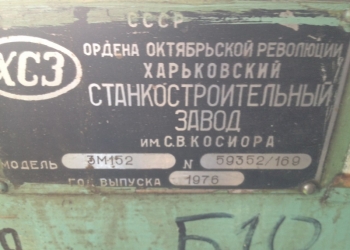 СССР
ХСЗ
ОРДЕНА ОКТЯБРЬСКОЙ РЕВОЛЮЦИИ
ХАРЬКОВСКИЙ
СТАНКОСТРОИТЕЛЬНЫЙ
ЗАВОД
ИМ. С.В. КОСИОРА
МОДЕЛЬ 3М152 N 59352/169
ГОД ВЫПУСКА 1976